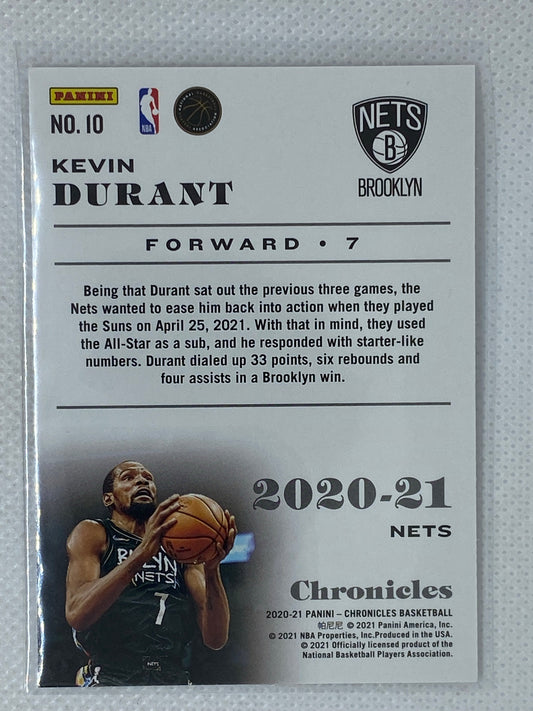 PANINI
NO. 10
NBA
NETS
B
BROOKLYN
KEVIN
DURANT
FORWARD • 7
Being that Durant sat out the previous three games, the
Nets wanted to ease him back into action when they played
the Suns on April 25, 2021. With that in mind, they used
the All-Star as a sub, and he responded with starter-like
numbers. Durant dialed up 33 points, six rebounds and
four assists in a Brooklyn win.
2020-21
NETS
NETS
7
NETS
Chronicles
2020-21 PANINI – CHRONICLES BASKETBALL
帕尼尼 © 2021 Panini America, Inc.
© 2021 NBA Properties, Inc.Produced in the USA.
© 2021 Officially licensed product of the
National Basketball Players Association.